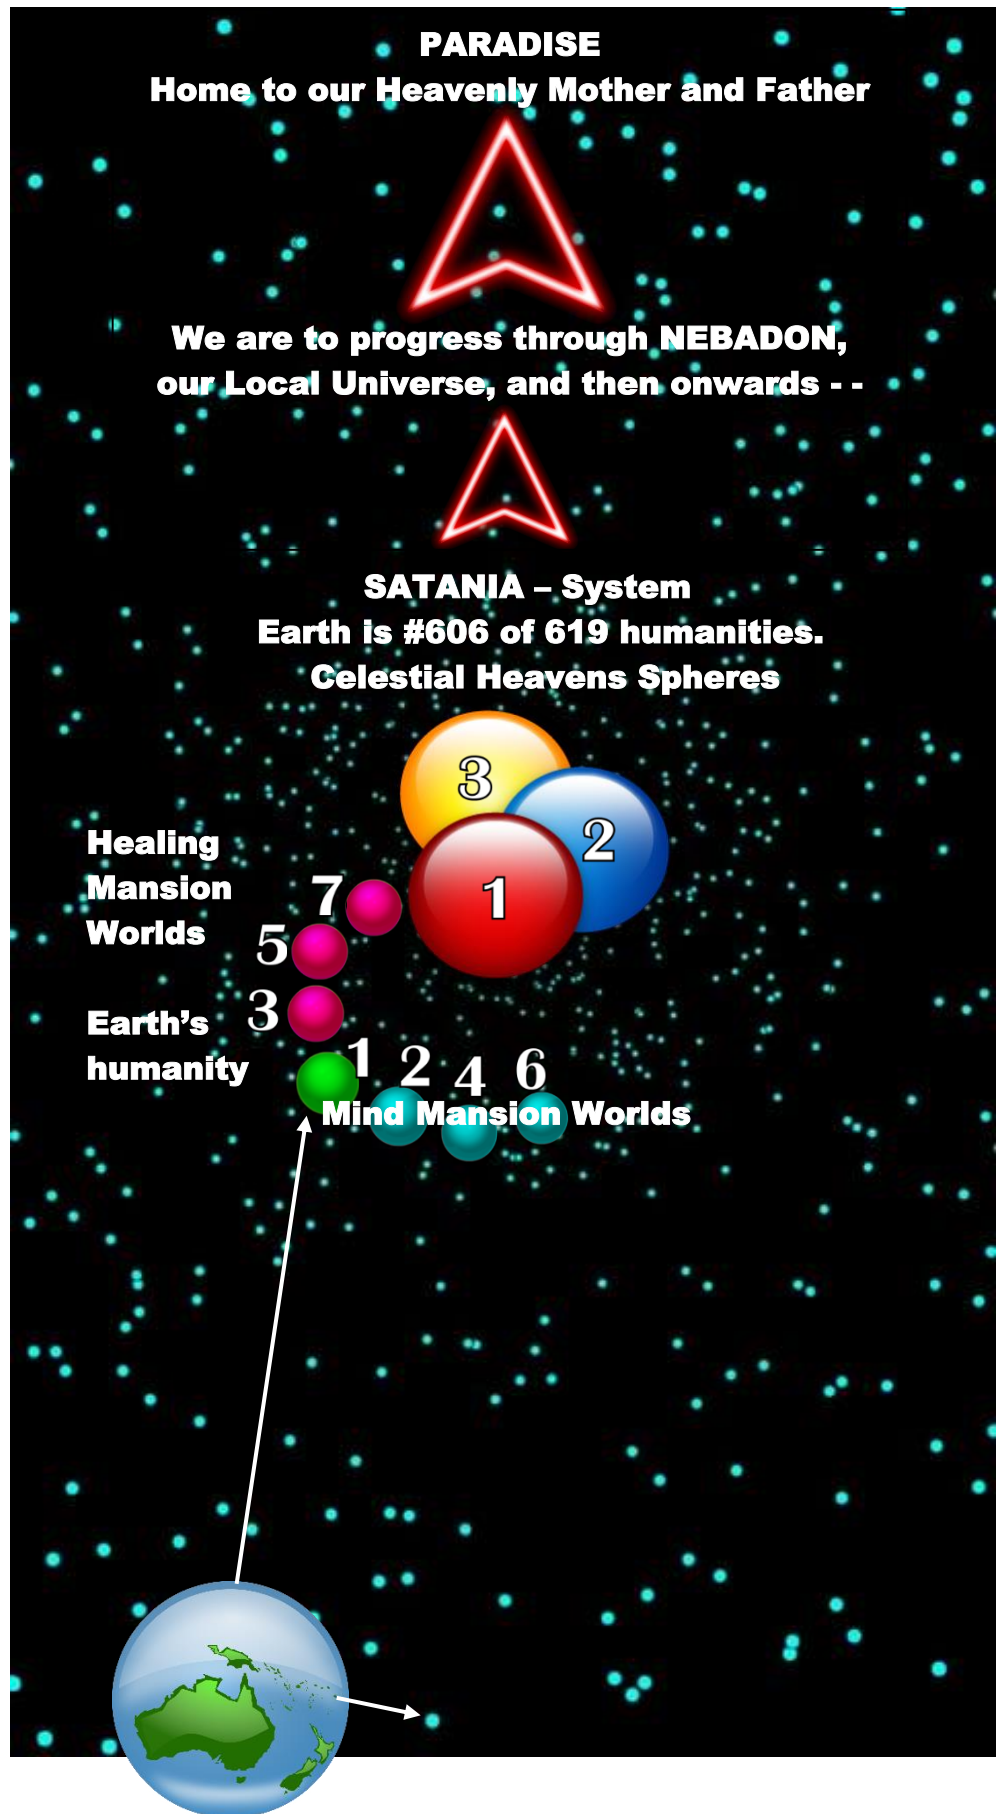 PARADISE
Home to our Heavenly Mother and Father
We are to progress through NEBADON,
our Local Universe, and then onwards - -
SATANIA – System
Earth is #606 of 619 humanities.
Celestial Heavens Spheres
3
2
1
Healing
Mansion
Worlds
7
5
3
Earth’s
humanity
1
2
4
6
Mind Mansion Worlds